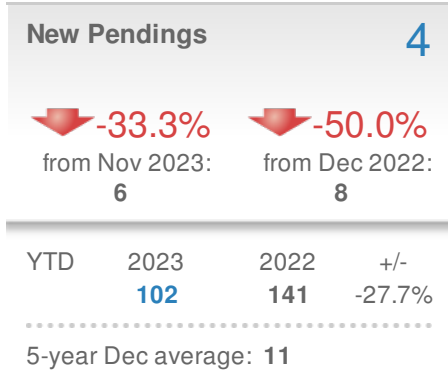 New Pendings 4
-33.3% -50.0%
from Nov 2023: from Dec 2022:
6 8
YTD 2023 2022 +/-
102 141 -27.7%
5-year Dec average: 11